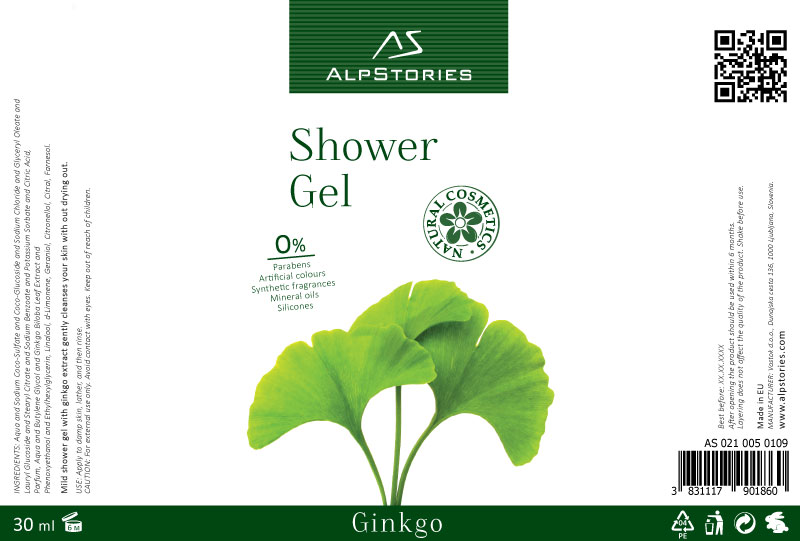 INGREDIENTS: Aqua and Sodium Coco-Sulfate and Coco-Glucoside and Sodium Chloride and Glyceryl Oleate and
Lauryl Glucoside and Stearyl Citrate and Sodium Benzoate and Potassium Sorbate and Citric Acid,
Parfum, Aqua and Butylene Glycol and Ginkgo Biloba Leaf Extract and
Phenoxyethanol and Ethylhexylglycerin, Linalool, d-Limonene, Geraniol, Citronellol, Citral, Farnesol.
Mild shower gel with ginkgo extract gently cleanses your skin with out drying out.
USE: Apply to damp skin, lather, and then rinse.
CAUTION: For external use only. Avoid contact with eyes. Keep out of reach of children.
30 ml
6 M
AS
ALPSTORIES
Shower
Gel
NATURAL COSMETICS
0%
Parabens
Artificial colours
Synthetic fragrances
Mineral oils
Silicones
Ginkgo
Best before: XX.XX.XXXX
After opening the product should be used within 6 months.
Layering does not affect the quality of the product. Shake before use.
Made in EU
MANUFACTURER: Vostok d.o.o., Dunajska cesta 136, 1000 Ljubljana, Slovenia.
www.alpstories.com
AS 021 005 0109
3 831117 901860
04
PE